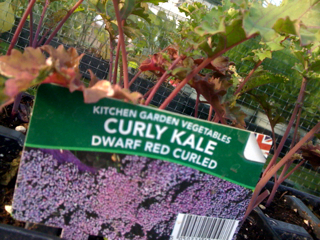 KITCHEN GARDEN VEGETABLES
CURLY KALE
DWARF RED CURLED